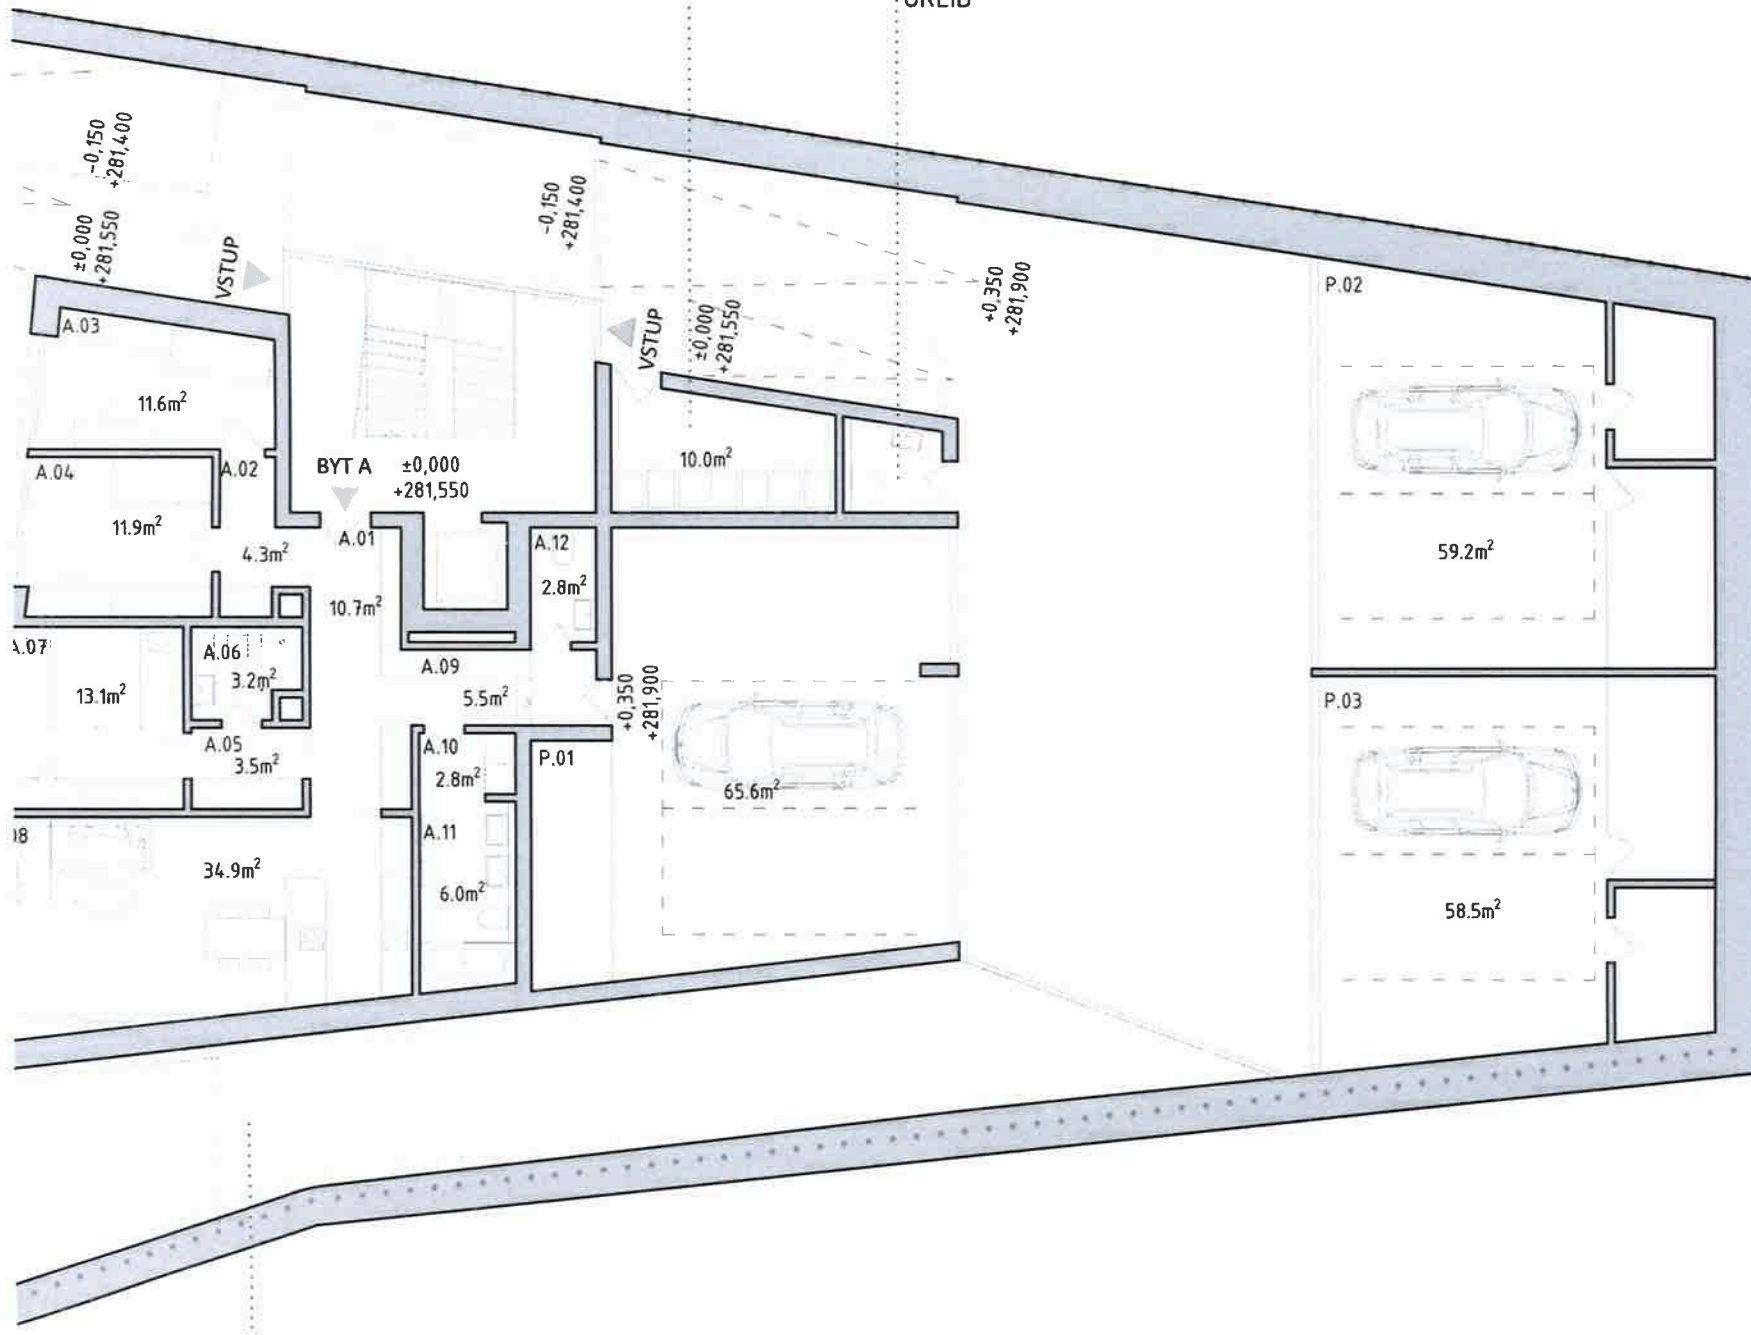 -0,150
+281,400
±0,000
+281,550
VSTUP
-0,150
+281,400
+0,350
+281,900
VSTUP
±0,000
+281,550
P.02
A.03
11.6m²
A.04
A.02
BYT A
±0,000
+281,550
10.0m²
11.9m²
4.3m²
A.01
A.12
2.8m²
59.2m²
10.7m²
A.07
A.06
3.2m²
13.1m²
A.09
5.5m²
+0,350
+281,900
P.03
A.05
3.5m²
A.10
2.8m²
P.01
65.6m²
A.11
34.9m²
6.0m²
58.5m²